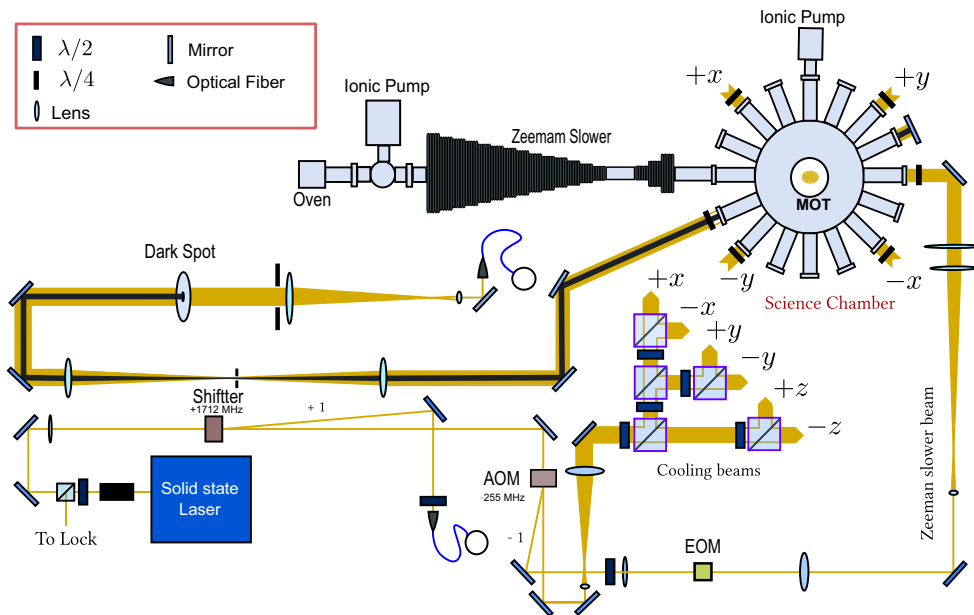 λ/2
Mirror
λ/4
Optical Fiber
Lens
Ionic Pump
Ionic Pump
Zeemam Slower
Oven
+x
+y
MOT
-y
-x
Science Chamber
Dark Spot
+x
-x
+y
-y
+z
-z
Cooling beams
Zeeman slower beam
Shiftter
+1712 MHz
+ 1
Solid state
Laser
To Lock
AOM
-255 MHz
- 1
EOM